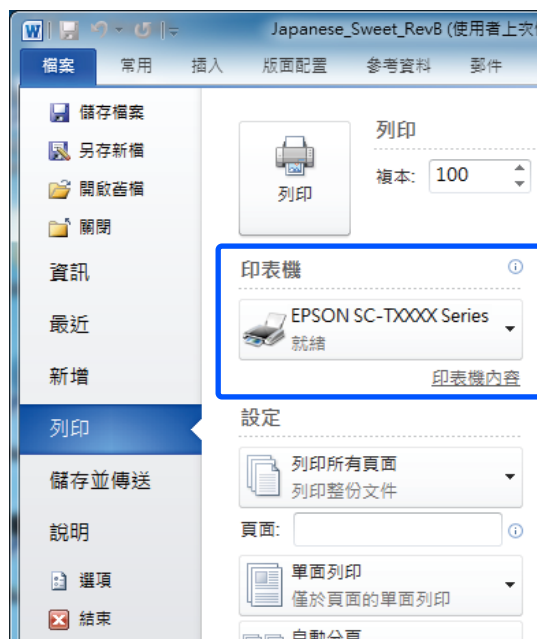 Japanese_Sweet_RevB (使用者上次
檔案 常用 插入 版面配置 參考資料 郵件
儲存檔案
另存新檔
開啟舊檔
關閉
資訊
最近
新增
列印
儲存並傳送
說明
選項
結束
列印
列印
複本: 100
印表機
EPSON SC-TXXXX Series
就緒
印表機內容
設定
列印所有頁面
列印整份文件
頁面:
單面列印
僅於頁面的單面列印
自動分頁